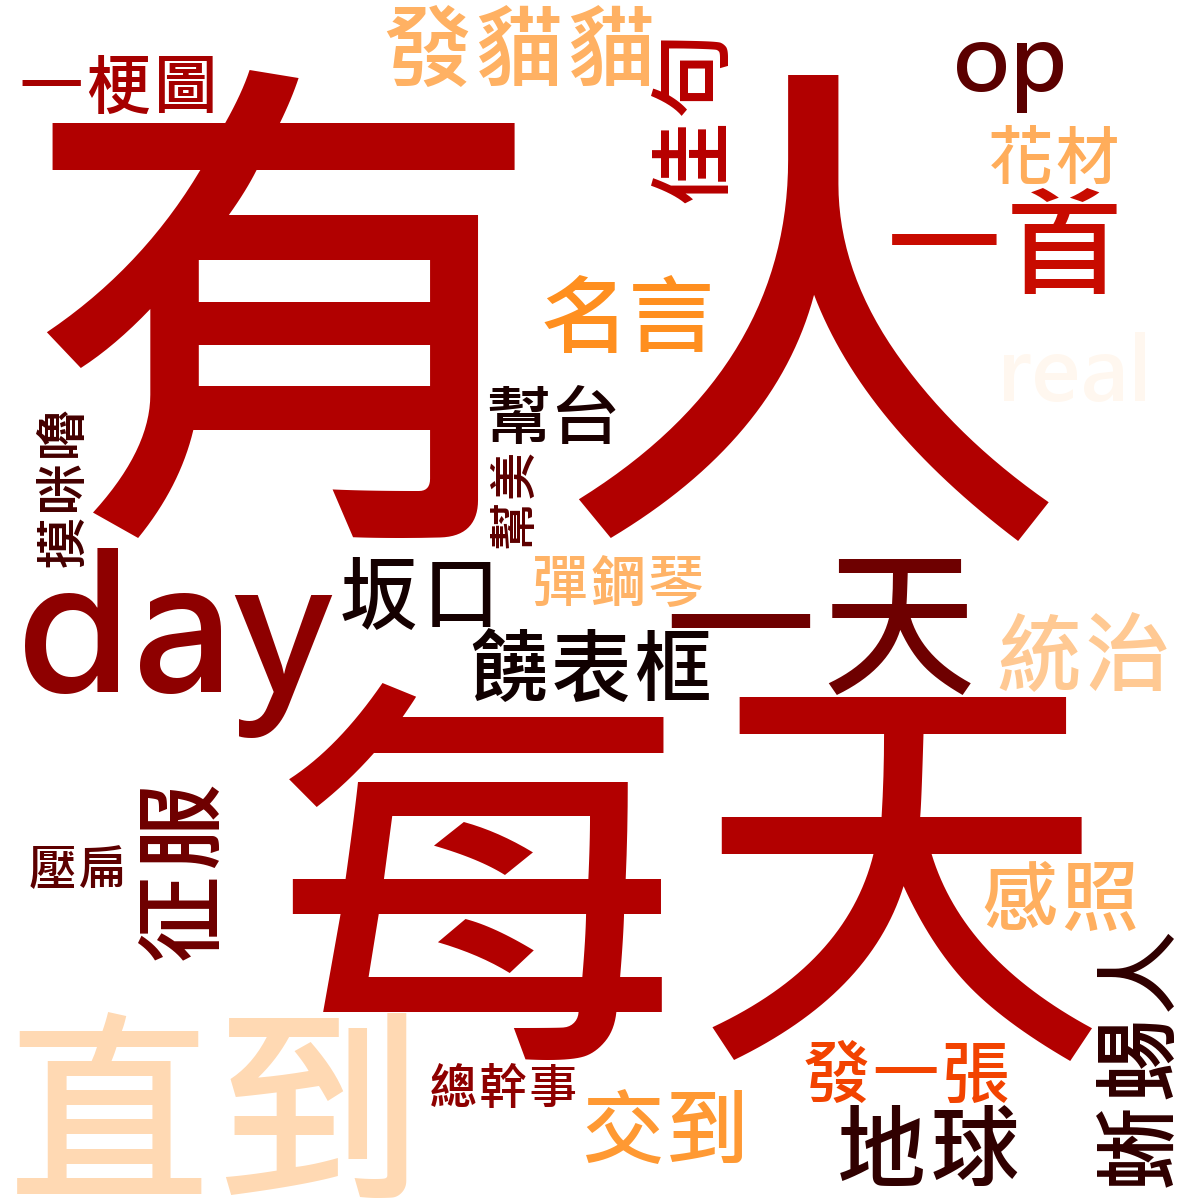 發貓貓
op
一梗圖
佳句
有人
花材
一首
名言
real
幫台
摸咪嚕
幫美
day
坂口
彈鋼琴
一天
饒表框
統治
每天
征服
壓扁
感照
蜥蜴人
直到
發一張
總幹事
交到
地球